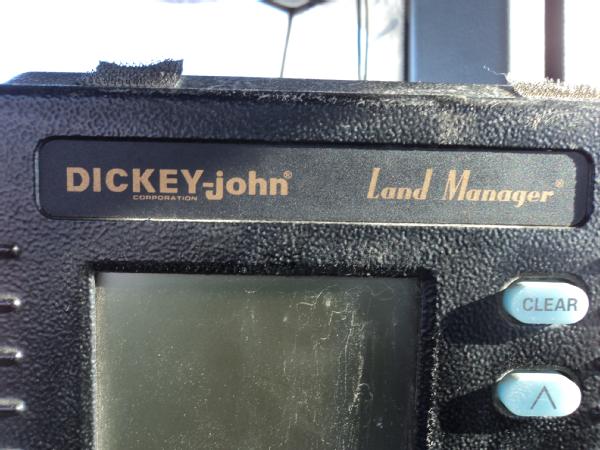 DICKEY-john®
CORPORATION
Land Manager®
CLEAR